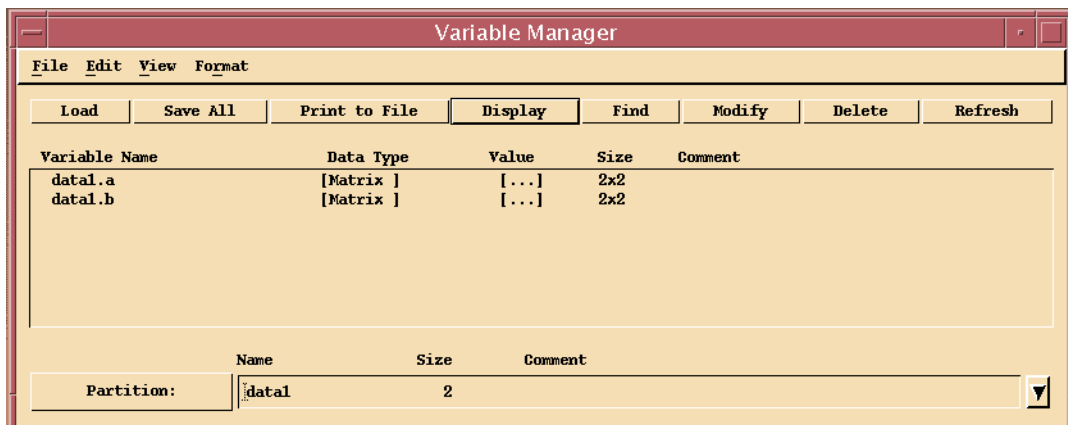 Variable Manager
File Edit View Format
Load Save All Print to File Display Find Modify Delete Refresh
Variable Name Data Type Value Size Comment
data1.a [Matrix ] [...] 2x2
data1.b [Matrix ] [...] 2x2
Name Size Comment
Partition: data1 2